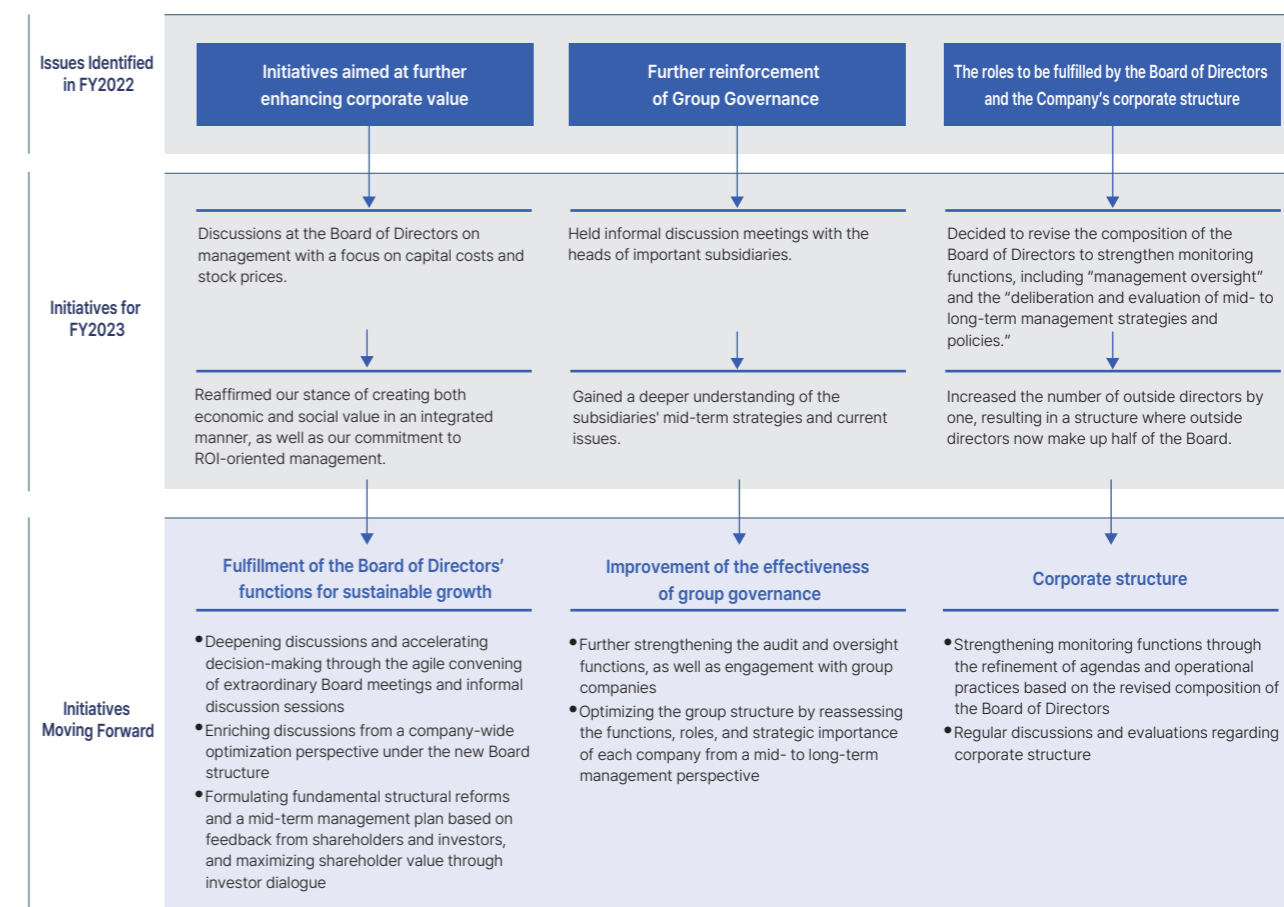 Issues Identified
in FY2022
Initiatives aimed at further
enhancing corporate value
Further reinforcement
of Group Governance
The roles to be fulfilled by the Board of Directors
and the Company's corporate structure
Initiatives for
FY2023
Discussions at the Board of Directors on
management with a focus on capital costs and
stock prices.
Held informal discussion meetings with the
heads of important subsidiaries.
Decided to revise the composition of the
Board of Directors to strengthen monitoring
functions, including “management oversight”
and the “deliberation and evaluation of mid- to
long-term management strategies and
policies.”
Reaffirmed our stance of creating both
economic and social value in an integrated
manner, as well as our commitment to
ROI-oriented management.
Gained a deeper understanding of the
subsidiaries' mid-term strategies and current
issues.
Increased the number of outside directors by
one, resulting in a structure where outside
directors now make up half of the Board.
Initiatives
Moving Forward
Fulfillment of the Board of Directors’
functions for sustainable growth
•Deepening discussions and accelerating
decision-making through the agile convening
of extraordinary Board meetings and informal
discussion sessions
•Enriching discussions from a company-wide
optimization perspective under the new Board
structure
•Formulating fundamental structural reforms
and a mid-term management plan based on
feedback from shareholders and investors,
and maximizing shareholder value through
investor dialogue
Improvement of the effectiveness
of group governance
•Further strengthening the audit and oversight
functions, as well as engagement with group
companies
•Optimizing the group structure by reassessing
the functions, roles, and strategic importance
of each company from a mid- to long-term
management perspective
Corporate structure
•Strengthening monitoring functions through
the refinement of agendas and operational
practices based on the revised composition of
the Board of Directors
•Regular discussions and evaluations regarding
corporate structure